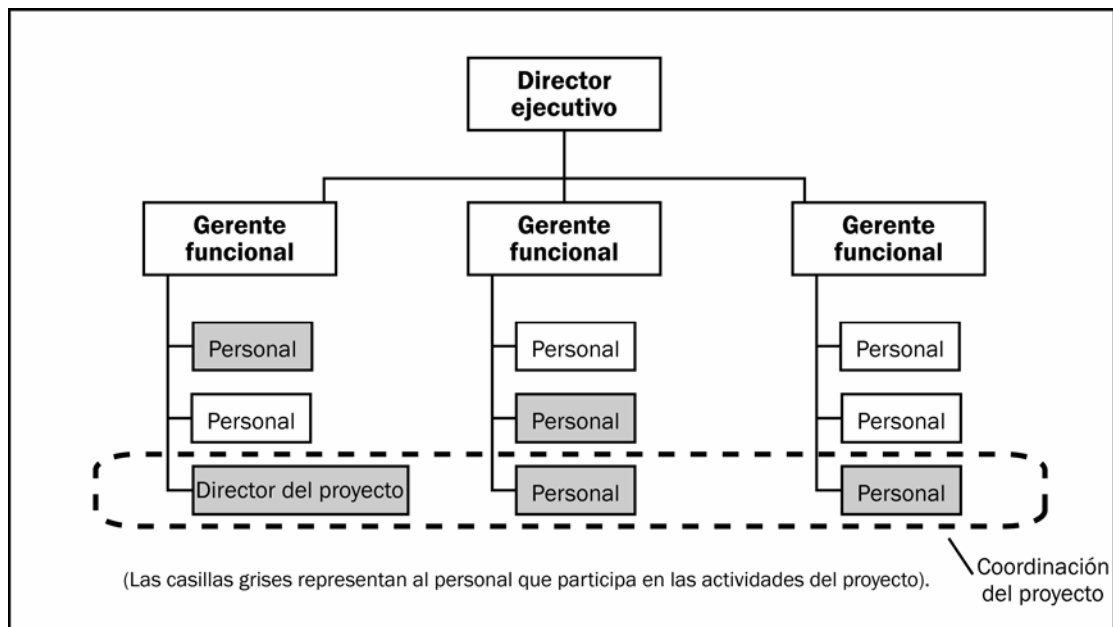 Director
ejecutivo
Gerente
funcional
Gerente
funcional
Gerente
funcional
Personal
Personal
Personal
Personal
Personal
Personal
Director del proyecto
Personal
Personal
(Las casillas grises representan al personal que participa en las actividades del proyecto).
Coordinación
del proyecto